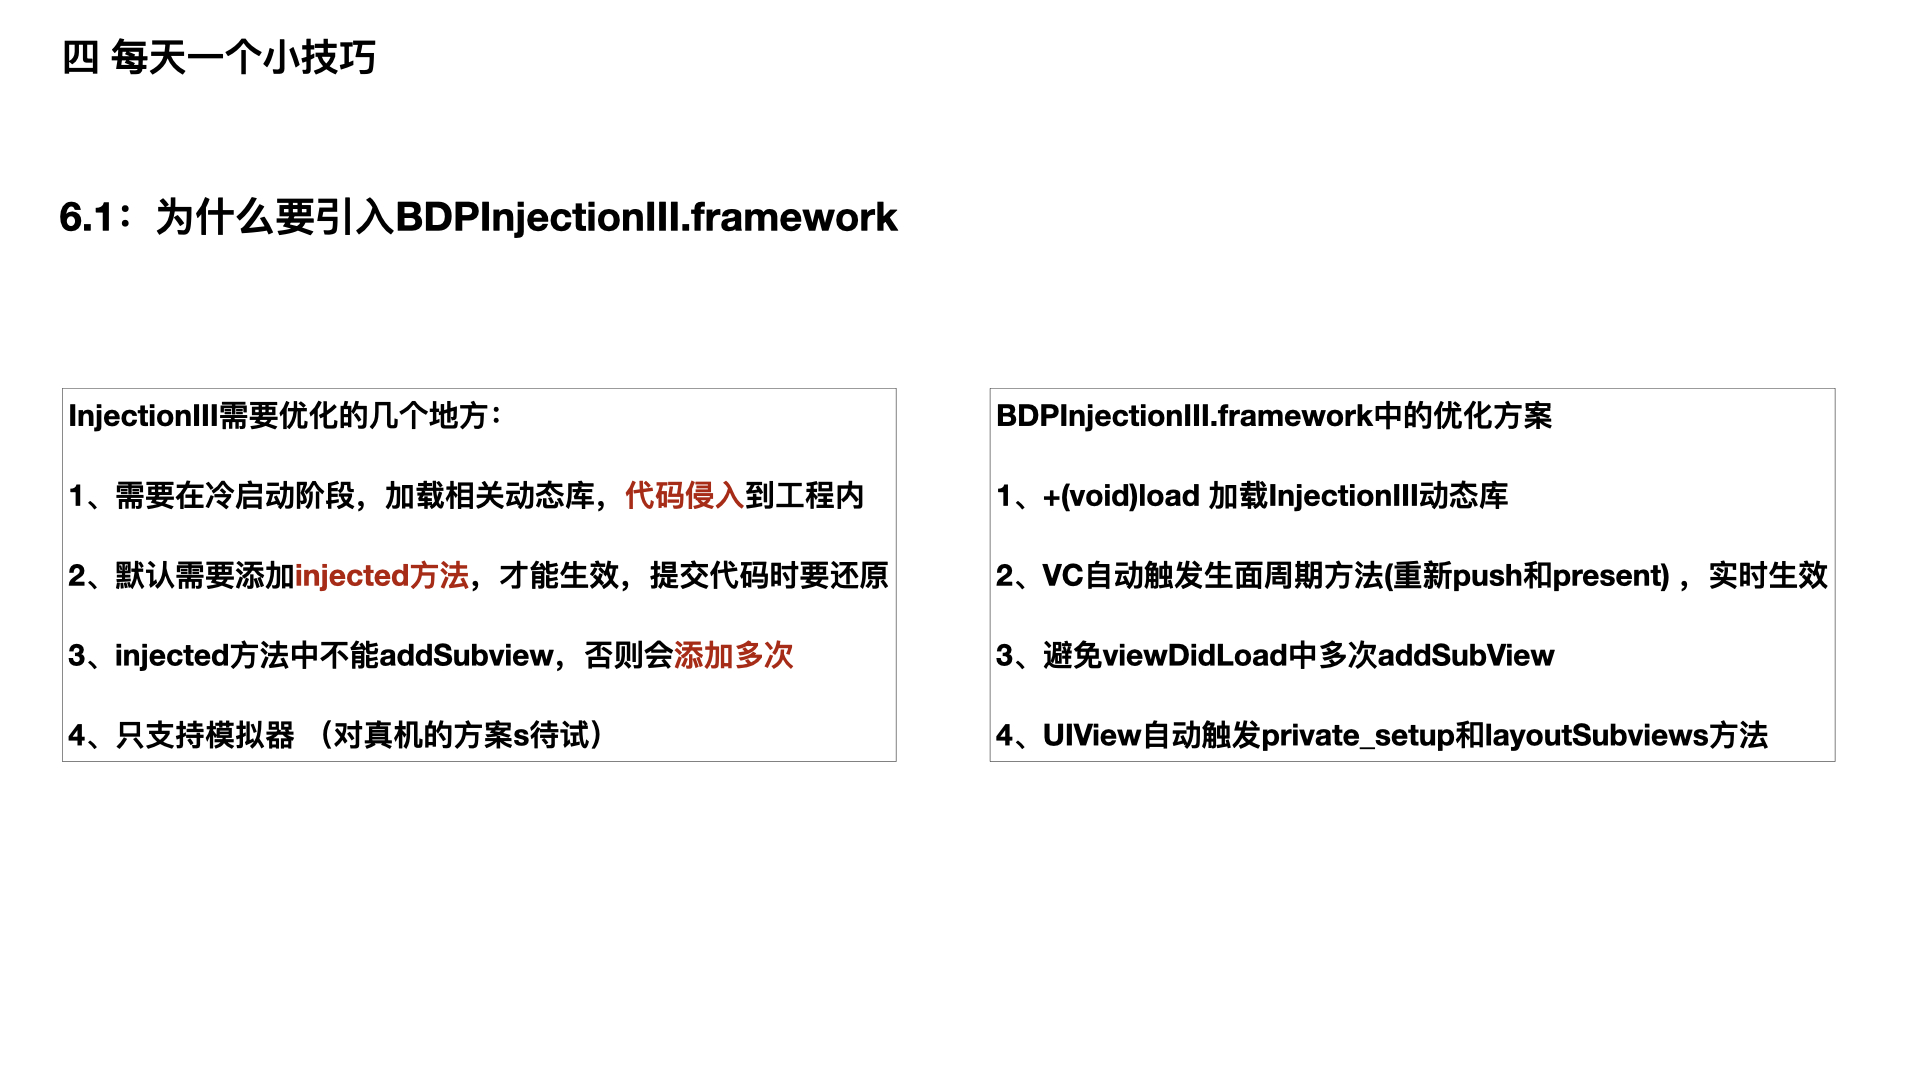 四 每天一个小技巧
6.1：为什么要引入BDPInjectionIII.framework
InjectionIII需要优化的几个地方：
1、需要在冷启动阶段，加载相关动态库，代码侵入到工程内
2、默认需要添加injected方法，才能生效，提交代码时要还原
3、injected方法中不能addSubview，否则会添加多次
4、只支持模拟器 （对真机的方案s待试）
BDPInjectionIII.framework中的优化方案
1、+(void)load 加载InjectionIII动态库
2、VC自动触发生面周期方法(重新push和present) ，实时生效
3、避免viewDidLoad中多次addSubView
4、UIView自动触发private_setup和layoutSubviews方法